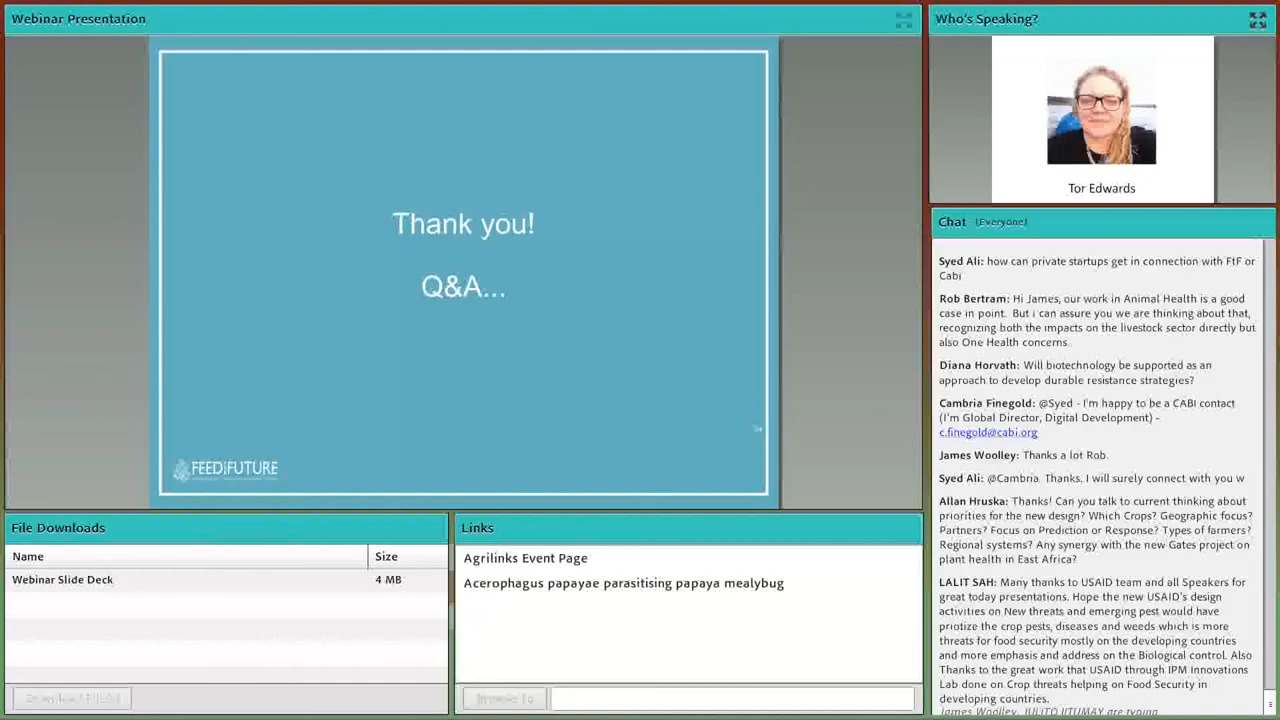 Webinar Presentation
Thank you!
Q&A...
FEED THE FUTURE
Who's Speaking?
Tor Edwards
Chat (Everyone)
Syed Ali: how can private startups get in connection with FtF or
Cabi
Rob Bertram: Hi James, our work in Animal Health is a good
case in point. But i can assure you we are thinking about that,
recognizing both the impacts on the livestock sector directly but
also One Health concerns.
Diana Horvath: Will biotechnology be supported as an
approach to develop durable resistance strategies?
Cambria Finegold: @Syed - I'm happy to be a CABI contact
(I'm Global Director, Digital Development) -
c.finegold@cabi.org
James Woolley: Thanks a lot Rob.
Syed Ali: @Cambria. Thanks, I will surely connect with you w
Allan Hruska: Thanks! Can you talk to current thinking about
priorities for the new design? Which Crops? Geographic focus?
Partners? Focus on Prediction or Response? Types of farmers?
Regional systems? Any synergy with the new Gates project on
plant health in East Africa?
LALIT SAH: Many thanks to USAID team and all Speakers for
great today presentations. Hope the new USAID's design
activities on New threats and emerging pest would have
priotize the crop pests, diseases and weeds which is more
threats for food security mostly on the developing countries
and more emphasis and address on the Biological control. Also
Thanks to the great work that USAID through IPM Innovations
Lab done on Crop threats helping on Food Security in
developing countries.
James Woolley, JULITO JITUMAY are typing
File Downloads
Name Size
Webinar Slide Deck 4 MB
Download File(s)
Links
Agrilinks Event Page
Acerophagus papayae parasitising papaya mealybug
Browse To